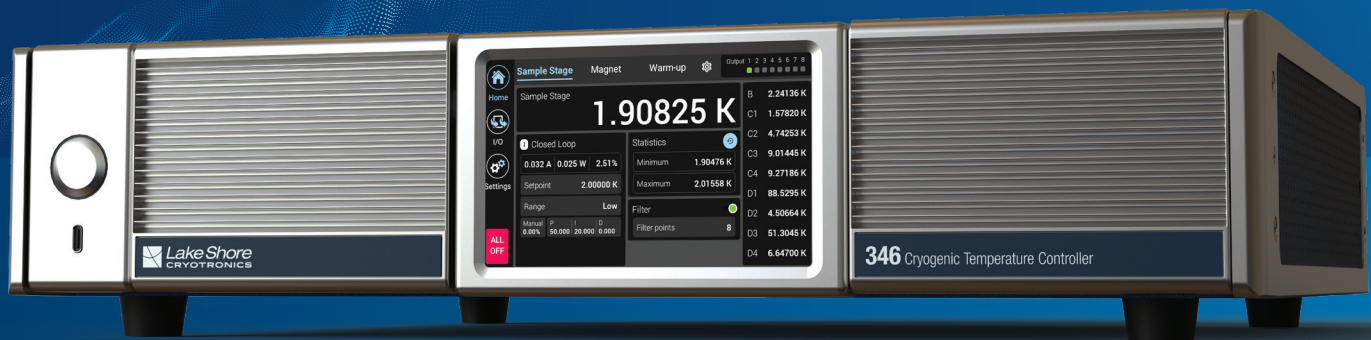 Sample Stage Magnet Warm-up Output 1 2 3 4 5 6 7 8
Home
I/O
Settings
ALL
OFF
Sample Stage
1.90825 K
1 Closed Loop
0.032 A 0.025 W 2.51%
Setpoint 2.00000 K
Range Low
Manual P I D
0.00% 50.000 20.000 0.000
Statistics
Minimum 1.90476 K
Maximum 2.01558 K
Filter
Filter points 8
B 2.24136 K
C1 1.57820 K
C2 4.74253 K
C3 9.01445 K
C4 9.27186 K
D1 88.5295 K
D2 4.50664 K
D3 51.3045 K
D4 6.64700 K
LakeShore
CRYOTRONICS
346 Cryogenic Temperature Controller